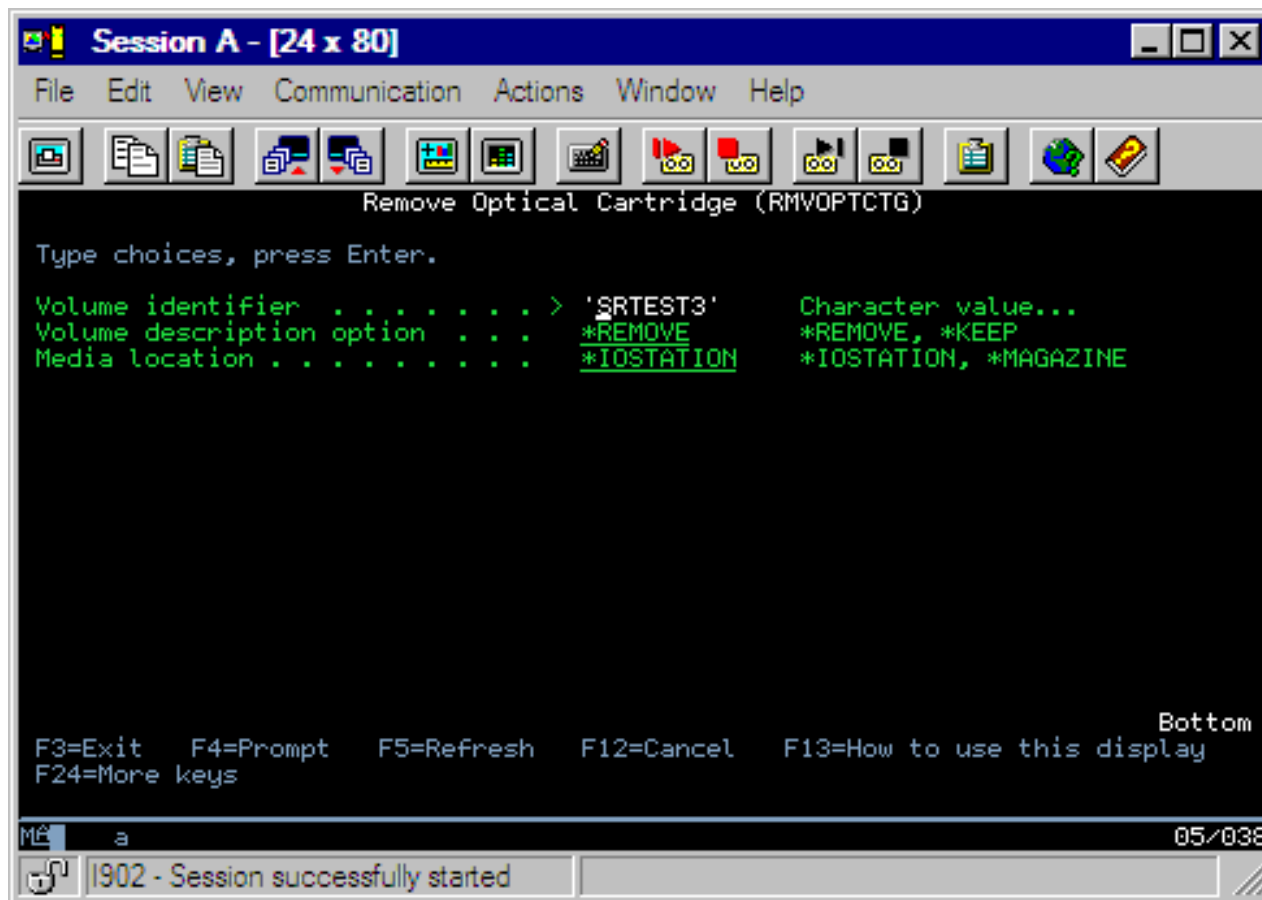 Session A - [24 x 80]
File Edit View Communication Actions Window Help
Remove Optical Cartridge (RMVOPTCTG)
Type choices, press Enter.
Volume identifier . . . . . . . > 'SRTEST3' Character value...
Volume description option . . . *REMOVE *REMOVE, *KEEP
Media location . . . . . . . . . *IOSTATION *IOSTATION, *MAGAZINE
Bottom
F3=Exit F4=Prompt F5=Refresh F12=Cancel F13=How to use this display
F24=More keys
a 05/038
I902 - Session successfully started